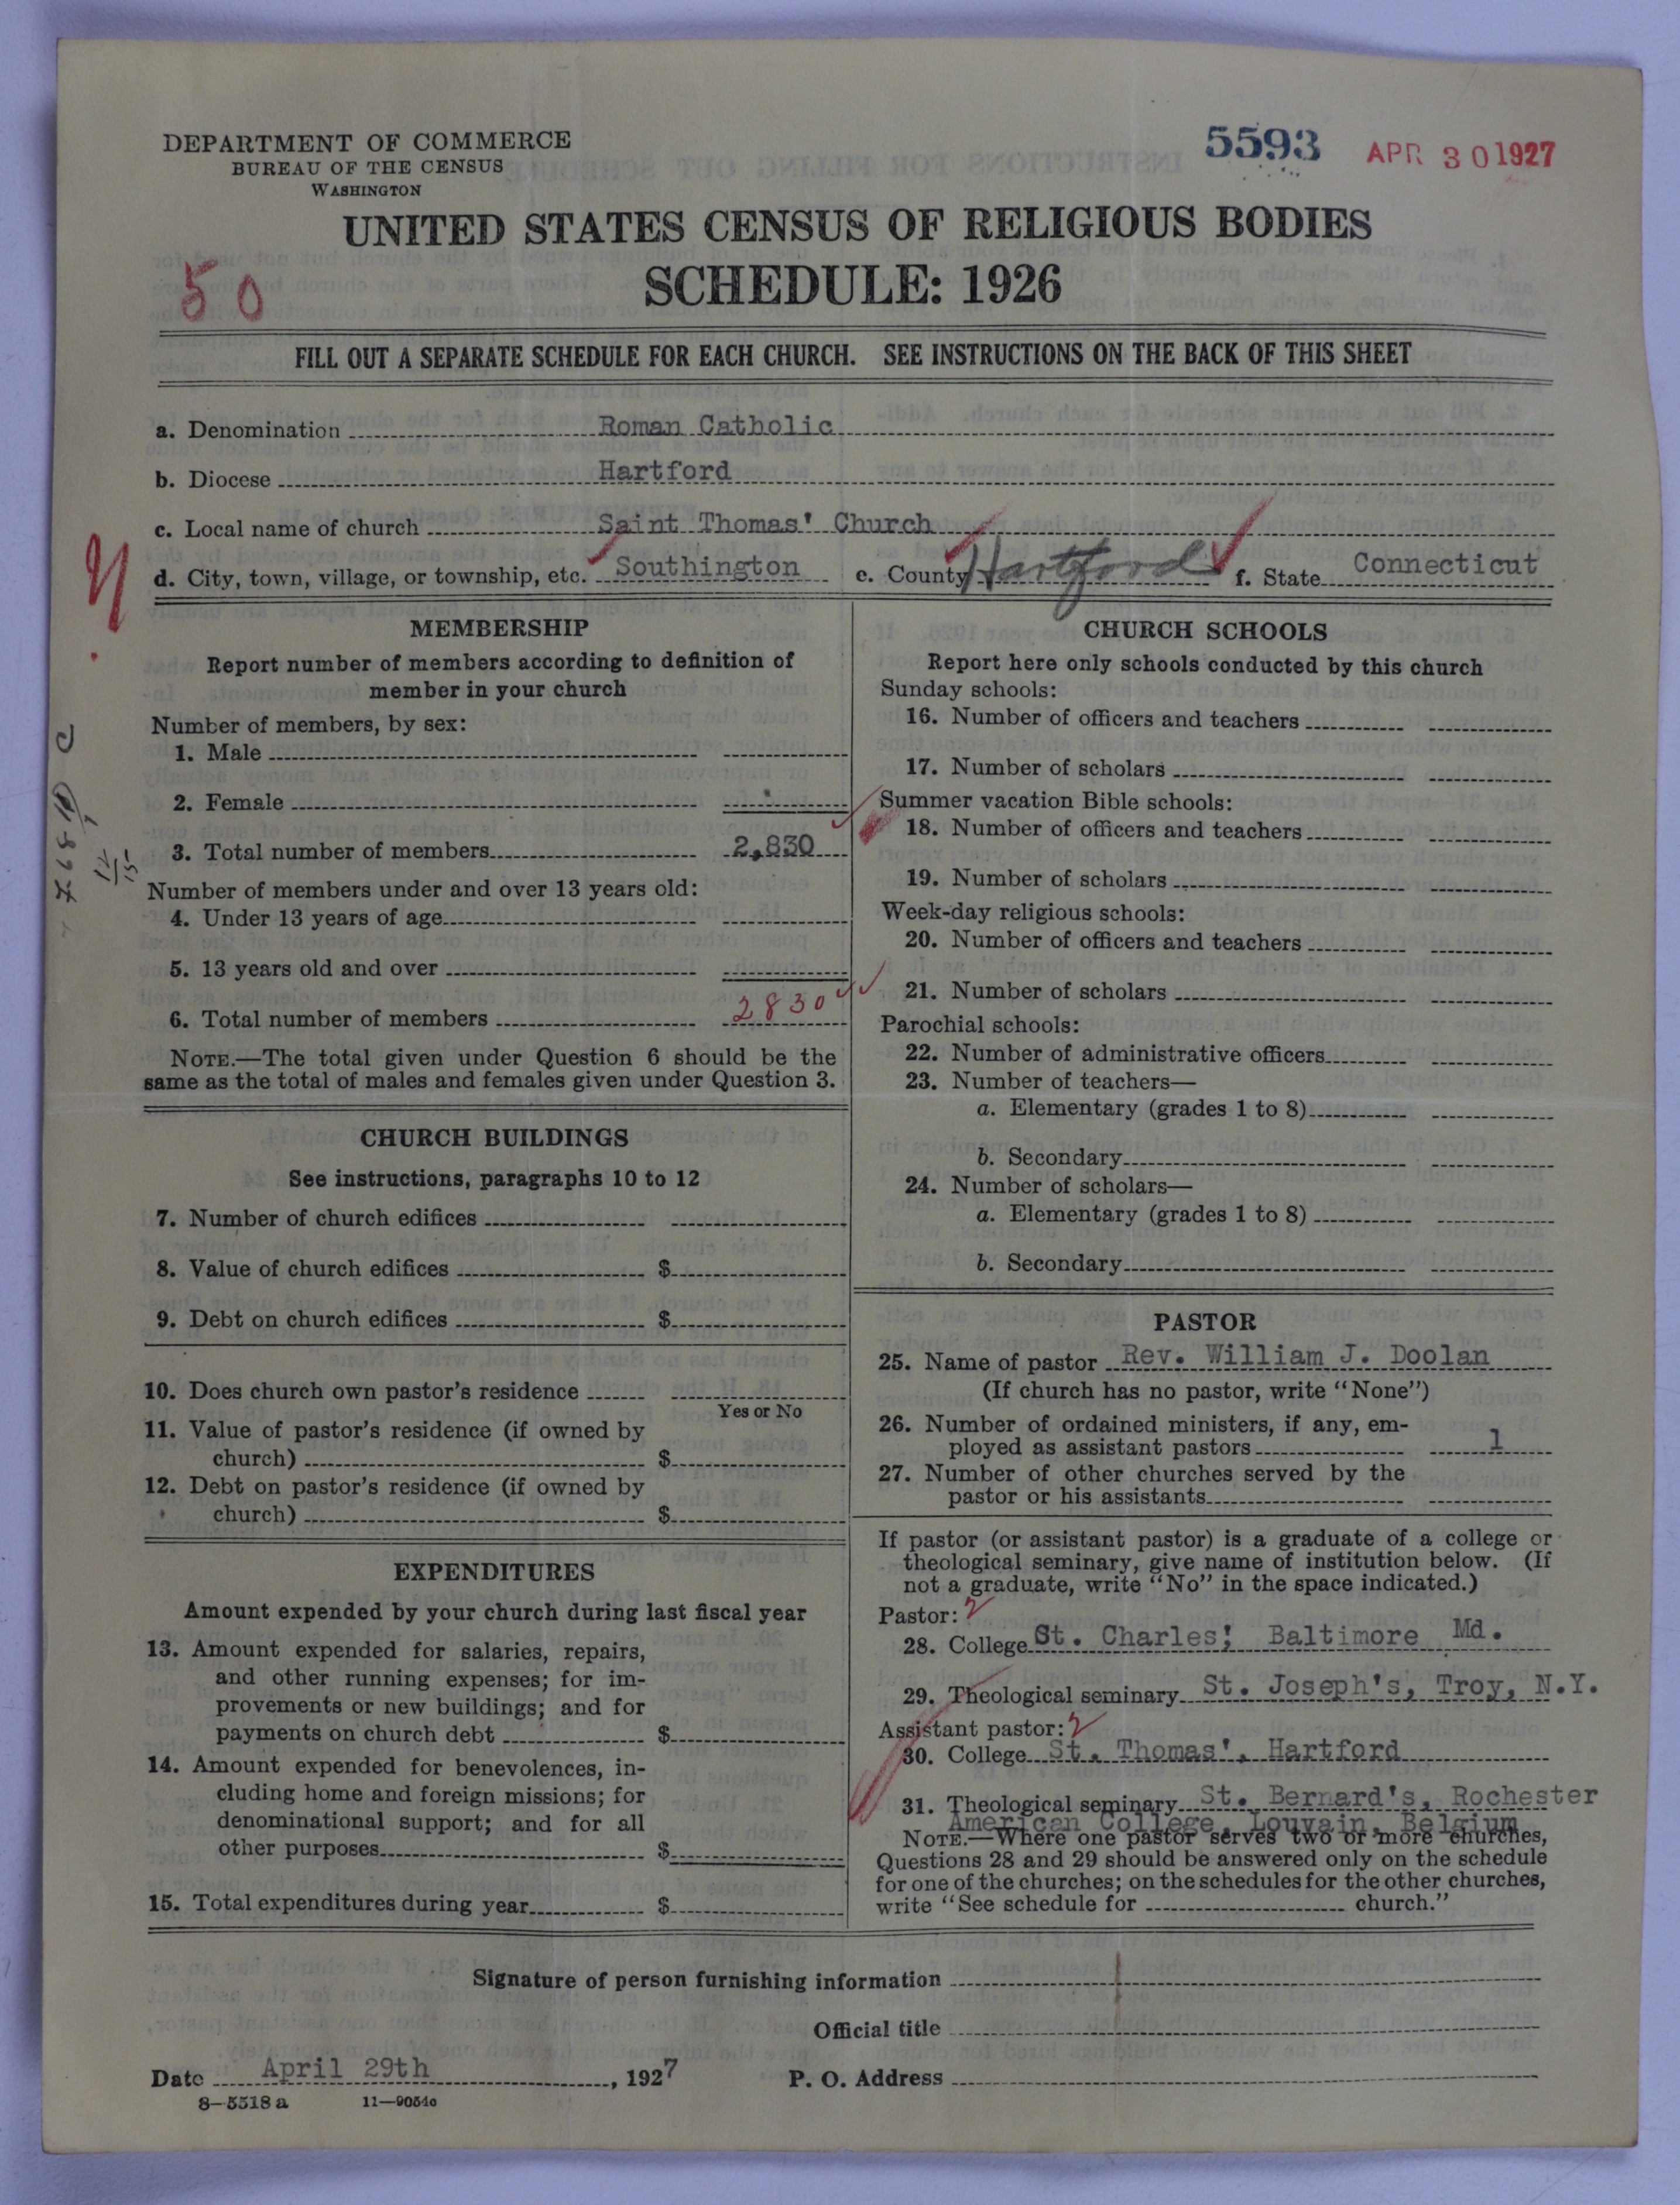 DEPARTMENT OF COMMERCE
BUREAU OF THE CENSUS
WASHINGTON
5593 APR 30 1927
UNITED STATES CENSUS OF RELIGIOUS BODIES
SCHEDULE: 1926
50
FILL OUT A SEPARATE SCHEDULE FOR EACH CHURCH. SEE INSTRUCTIONS ON THE BACK OF THIS SHEET
a. Denomination Roman Catholic
b. Diocese Hartford
c. Local name of church Saint Thomas' Church
d. City, town, village, or township, etc. Southington e. County Hartford f. State Connecticut
MEMBERSHIP
Report number of members according to definition of
member in your church
Number of members, by sex:
1. Male
2. Female
3. Total number of members 2,830
Number of members under and over 13 years old:
4. Under 13 years of age
5. 13 years old and over
6. Total number of members 2830
NOTE.—The total given under Question 6 should be the
same as the total of males and females given under Question 3.
CHURCH BUILDINGS
See instructions, paragraphs 10 to 12
7. Number of church edifices
8. Value of church edifices $
9. Debt on church edifices $
10. Does church own pastor's residence
Yes or No
11. Value of pastor's residence (if owned by
church) $
12. Debt on pastor's residence (if owned by
church) $
EXPENDITURES
Amount expended by your church during last fiscal year
13. Amount expended for salaries, repairs,
and other running expenses; for im-
provements or new buildings; and for
payments on church debt $
14. Amount expended for benevolences, in-
cluding home and foreign missions; for
denominational support; and for all
other purposes $
15. Total expenditures during year $
CHURCH SCHOOLS
Report here only schools conducted by this church
Sunday schools:
16. Number of officers and teachers
17. Number of scholars
Summer vacation Bible schools:
18. Number of officers and teachers
19. Number of scholars
Week-day religious schools:
20. Number of officers and teachers
21. Number of scholars
Parochial schools:
22. Number of administrative officers
23. Number of teachers—
a. Elementary (grades 1 to 8)
b. Secondary
24. Number of scholars—
a. Elementary (grades 1 to 8)
b. Secondary
PASTOR
25. Name of pastor Rev. William J. Doolan
(If church has no pastor, write "None")
26. Number of ordained ministers, if any, em-
ployed as assistant pastors 1
27. Number of other churches served by the
pastor or his assistants
If pastor (or assistant pastor) is a graduate of a college or
theological seminary, give name of institution below. (If
not a graduate, write "No" in the space indicated.)
Pastor: 2
28. College St. Charles' Baltimore Md.
29. Theological seminary St. Joseph's, Troy, N.Y.
Assistant pastor: 2
30. College St. Thomas', Hartford
31. Theological seminary St. Bernard's, Rochester
American College, Louvain, Belgium
NOTE.—Where one pastor serves two or more churches,
Questions 28 and 29 should be answered only on the schedule
for one of the churches; on the schedules for the other churches,
write "See schedule for church."
Signature of person furnishing information
Official title
Date April 29th, 1927 P. O. Address
8-5518 a 11-9051c